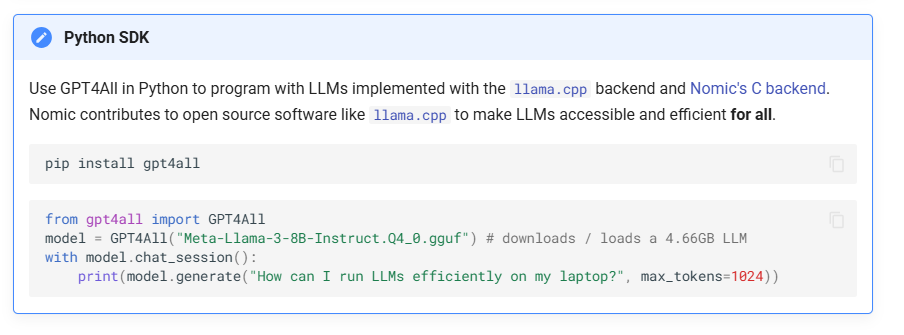 Python SDK
Use GPT4All in Python to program with LLMs implemented with the llama.cpp backend and Nomic's C backend.
Nomic contributes to open source software like llama.cpp to make LLMs accessible and efficient for all.
pip install gpt4all
from gpt4all import GPT4All
model = GPT4All("Meta-Llama-3-8B-Instruct.Q4_0.gguf") # downloads / loads a 4.66GB LLM
with model.chat_session():
    print(model.generate("How can I run LLMs efficiently on my laptop?", max_tokens=1024))